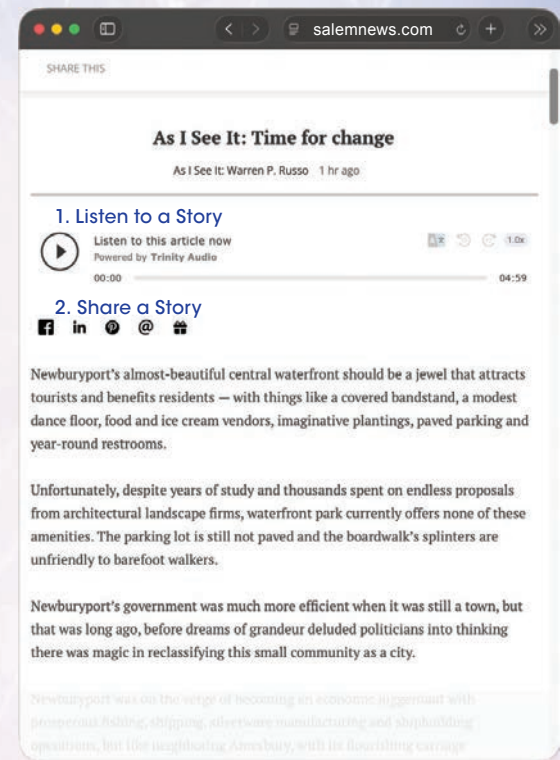 salemnews.com
SHARE THIS
As I See It: Time for change
As I See It: Warren P. Russo 1 hr ago
1. Listen to a Story
Listen to this article now
Powered by Trinity Audio
1.0x
00:00
04:59
2. Share a Story
Newburyport’s almost-beautiful central waterfront should be a jewel that attracts
tourists and benefits residents — with things like a covered bandstand, a modest
dance floor, food and ice cream vendors, imaginative plantings, paved parking and
year-round restrooms.
Unfortunately, despite years of study and thousands spent on endless proposals
from architectural landscape firms, waterfront park currently offers none of these
amenities. The parking lot is still not paved and the boardwalk’s splinters are
unfriendly to barefoot walkers.
Newburyport’s government was much more efficient when it was still a town, but
that was long ago, before dreams of grandeur deluded politicians into thinking
there was magic in reclassifying this small community as a city.
Newburyport was on the verge of becoming an economic juggernaut with
prosperous fishing, shipping, silverware manufacturing and shipbuilding
operations, but like neighboring Amesbury, with its flourishing carriage